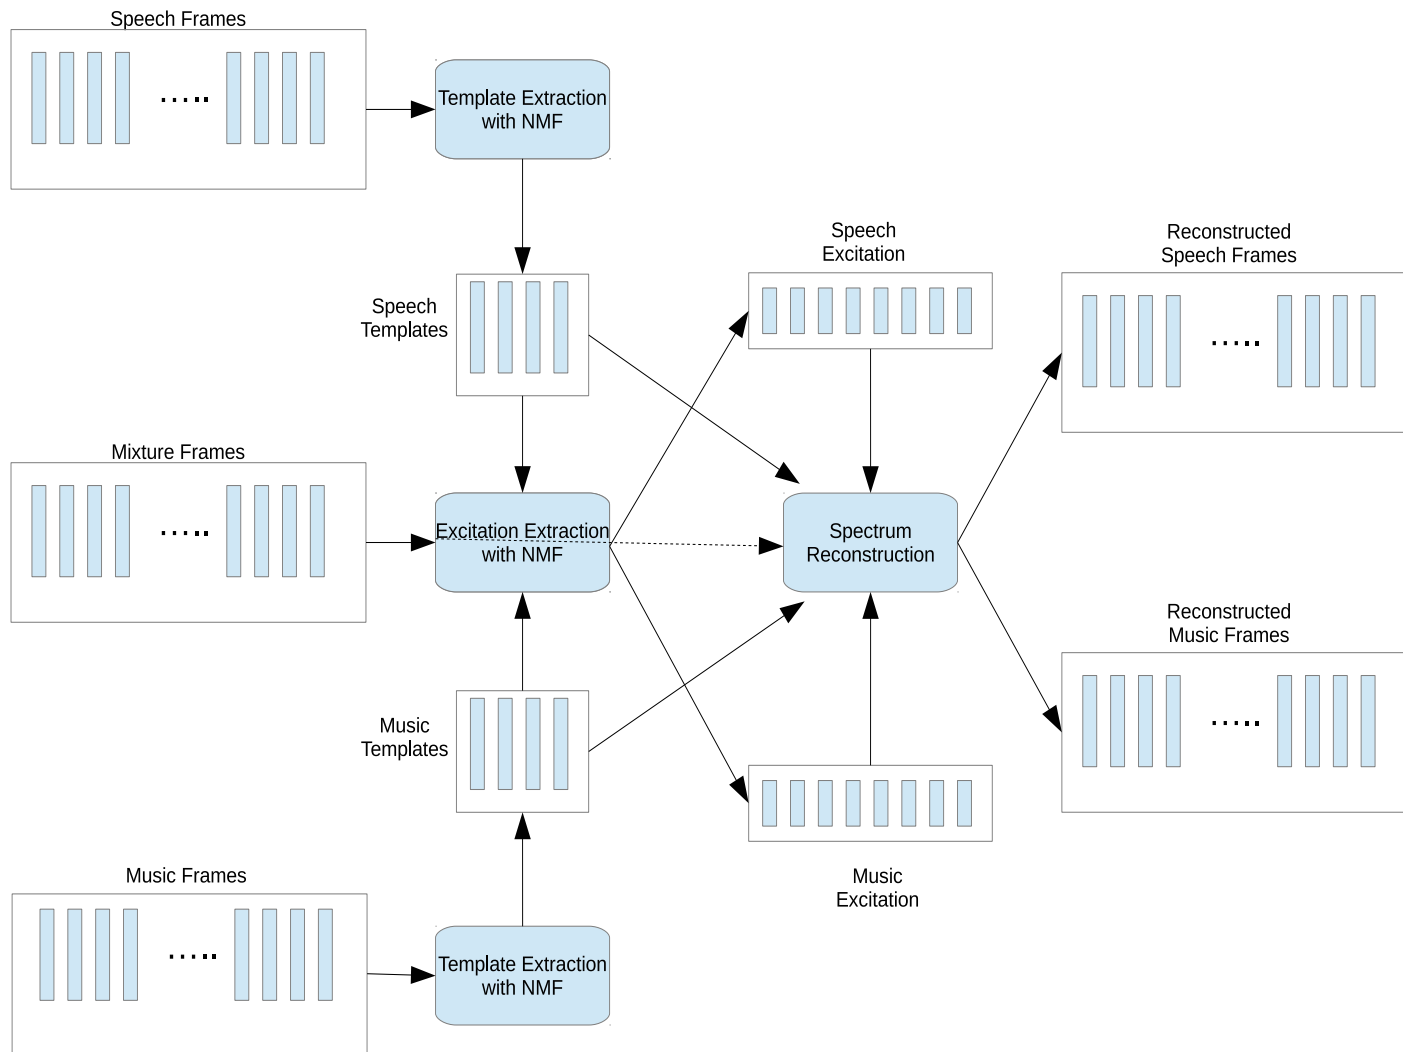 Speech Frames
Template Extraction
with NMF
Speech
Templates
Speech
Excitation
Reconstructed
Speech Frames
Mixture Frames
Excitation Extraction
with NMF
Spectrum
Reconstruction
Reconstructed
Music Frames
Music
Templates
Music
Excitation
Music Frames
Template Extraction
with NMF